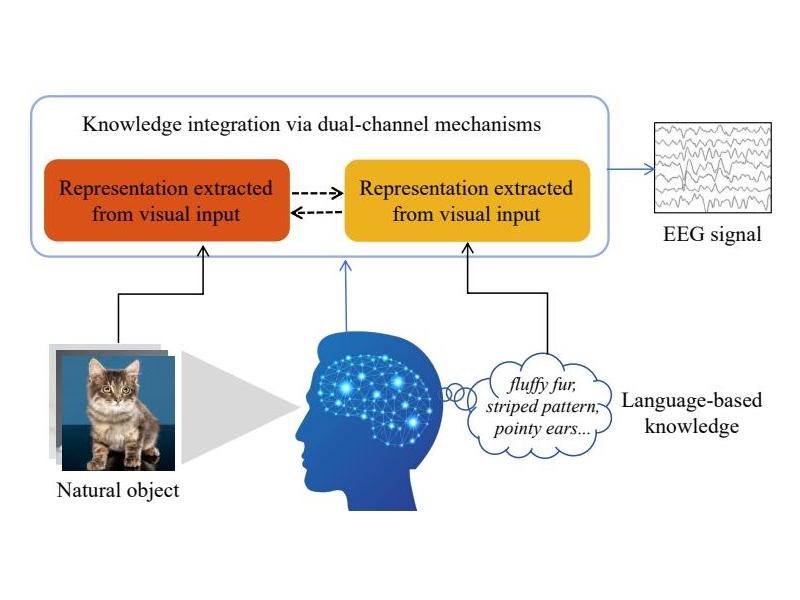 Knowledge integration via dual-channel mechanisms
Representation extracted
from visual input
Representation extracted
from visual input
EEG signal
fluffy fur,
striped pattern,
pointy ears...
Language-based
knowledge
Natural object